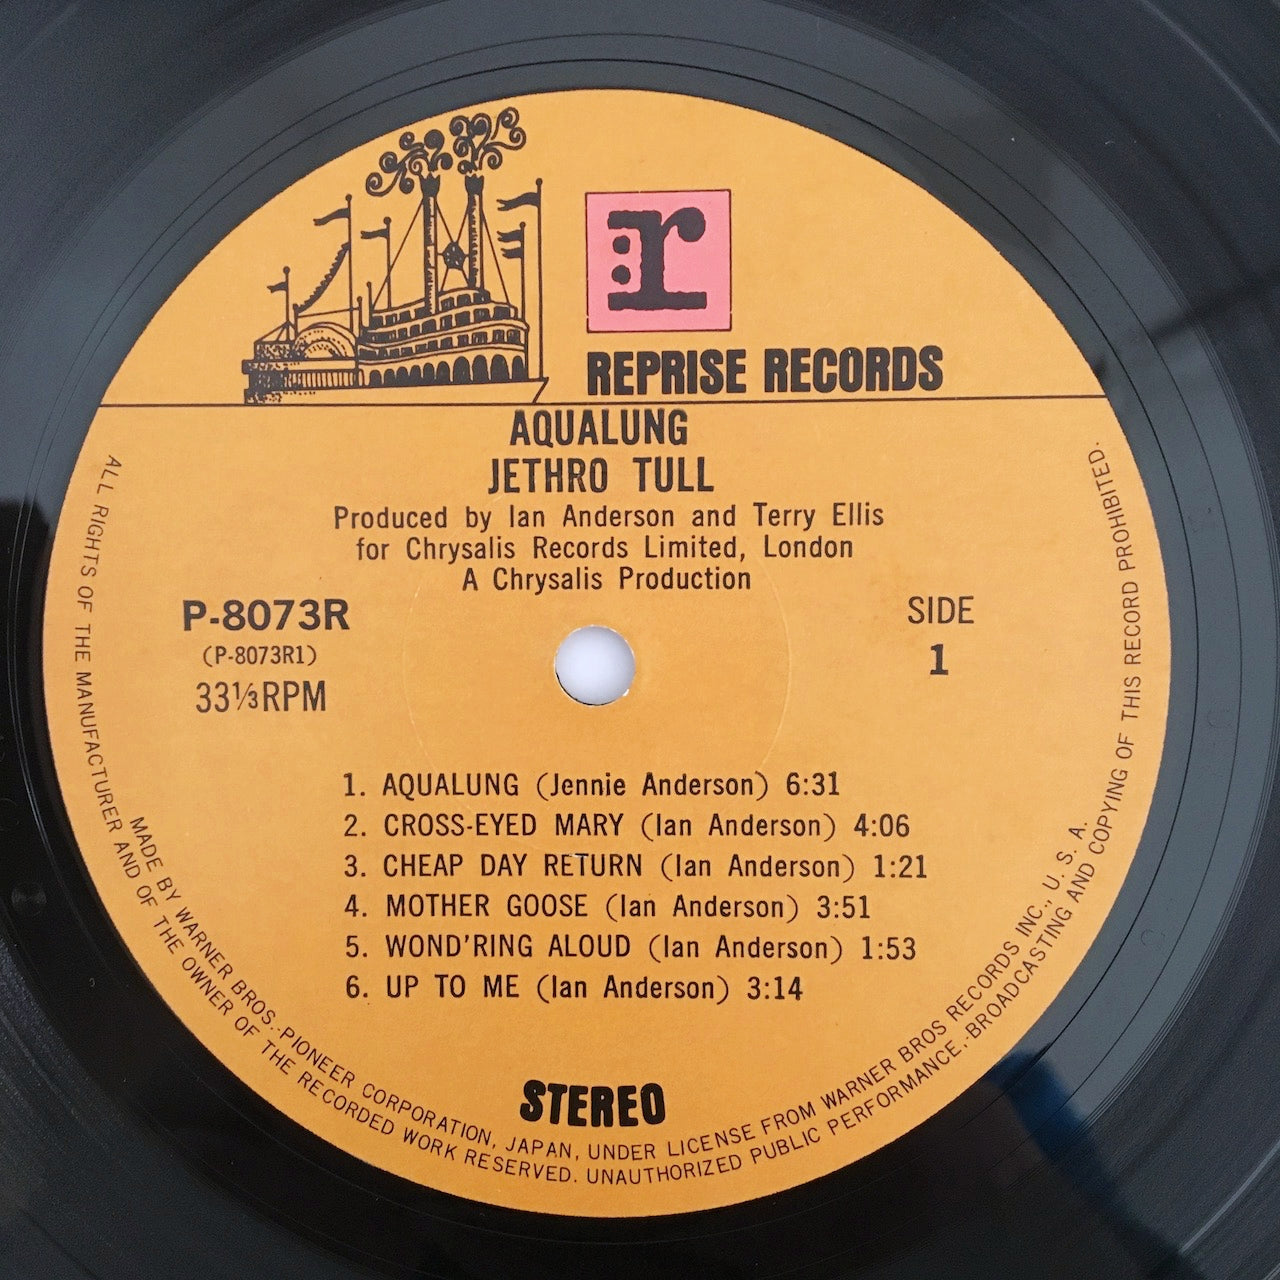 r:
REPRISE RECORDS
AQUALUNG
JETHRO TULL
Produced by Ian Anderson and Terry Ellis
for Chrysalis Records Limited, London
A Chrysalis Production
P-8073R
(P-8073R1)
33⅓RPM
SIDE
1
1. AQUALUNG (Jennie Anderson) 6:31
2. CROSS-EYED MARY (Ian Anderson) 4:06
3. CHEAP DAY RETURN (Ian Anderson) 1:21
4. MOTHER GOOSE (Ian Anderson) 3:51
5. WOND'RING ALOUD (Ian Anderson) 1:53
6. UP TO ME (Ian Anderson) 3:14
STEREO
MADE BY WARNER BROS.-PIONEER CORPORATION, JAPAN, UNDER LICENSE FROM WARNER BROS RECORDS INC., U. S. A.
ALL RIGHTS OF THE MANUFACTURER AND OF THE OWNER OF THE RECORDED WORK RESERVED. UNAUTHORIZED PUBLIC PERFORMANCE,·BROADCASTING AND COPYING OF THIS RECORD PROHIBITED.